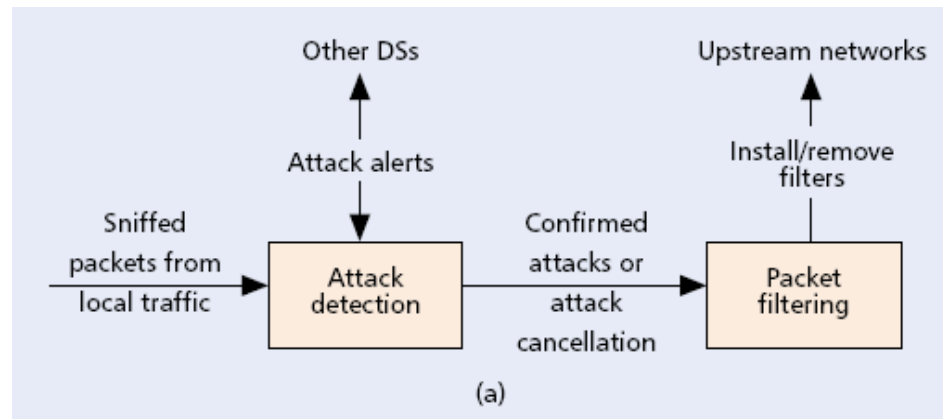 Other DSs
Upstream networks
Attack alerts
Install/remove
filters
Sniffed
packets from
local traffic
Attack
detection
Confirmed
attacks or
attack
cancellation
Packet
filtering
(a)